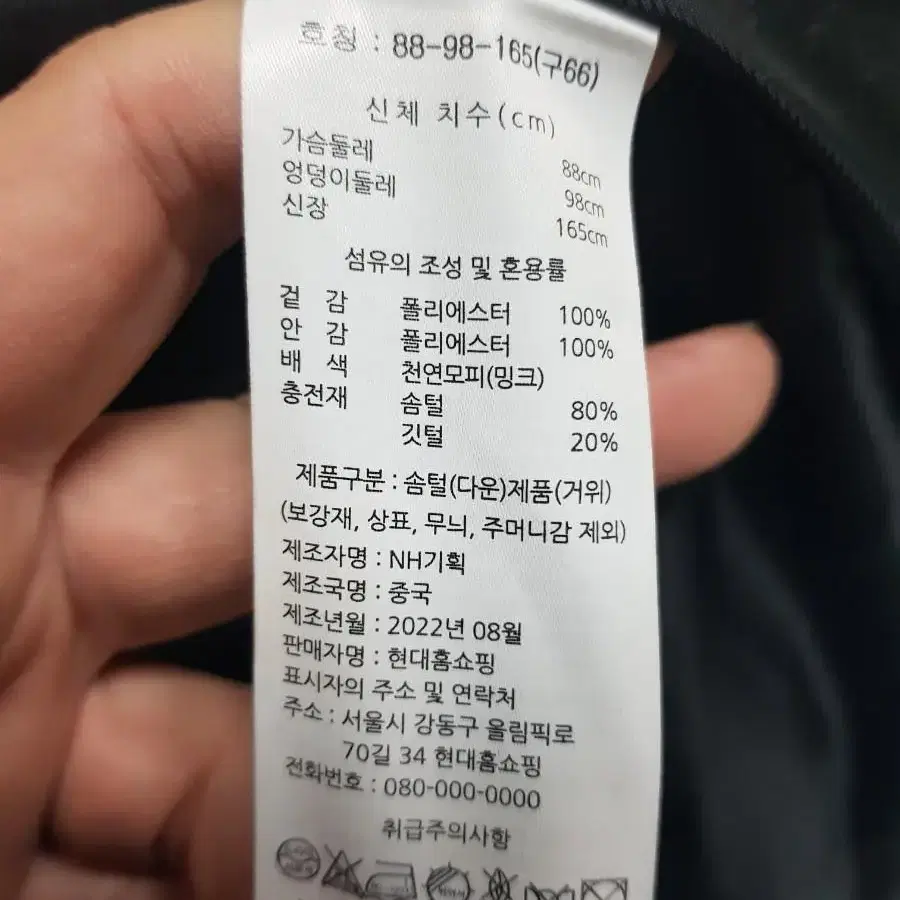 호칭 : 88-98-165(구66)
신체 치수(cm)
가슴둘레 88cm
엉덩이둘레 98cm
신장 165cm
섬유의 조성 및 혼용률
겉 감 폴리에스터 100%
안 감 폴리에스터 100%
배 색 천연모피(밍크)
충전재 솜털 80%
깃털 20%
제품구분 : 솜털(다운)제품(거위)
(보강재, 상표, 무늬, 주머니감 제외)
제조자명 : NH기획
제조국명 : 중국
제조년월 : 2022년 08월
판매자명 : 현대홈쇼핑
표시자의 주소 및 연락처
주소 : 서울시 강동구 올림픽로
70길 34 현대홈쇼핑
전화번호 : 080-000-0000
취급주의사항